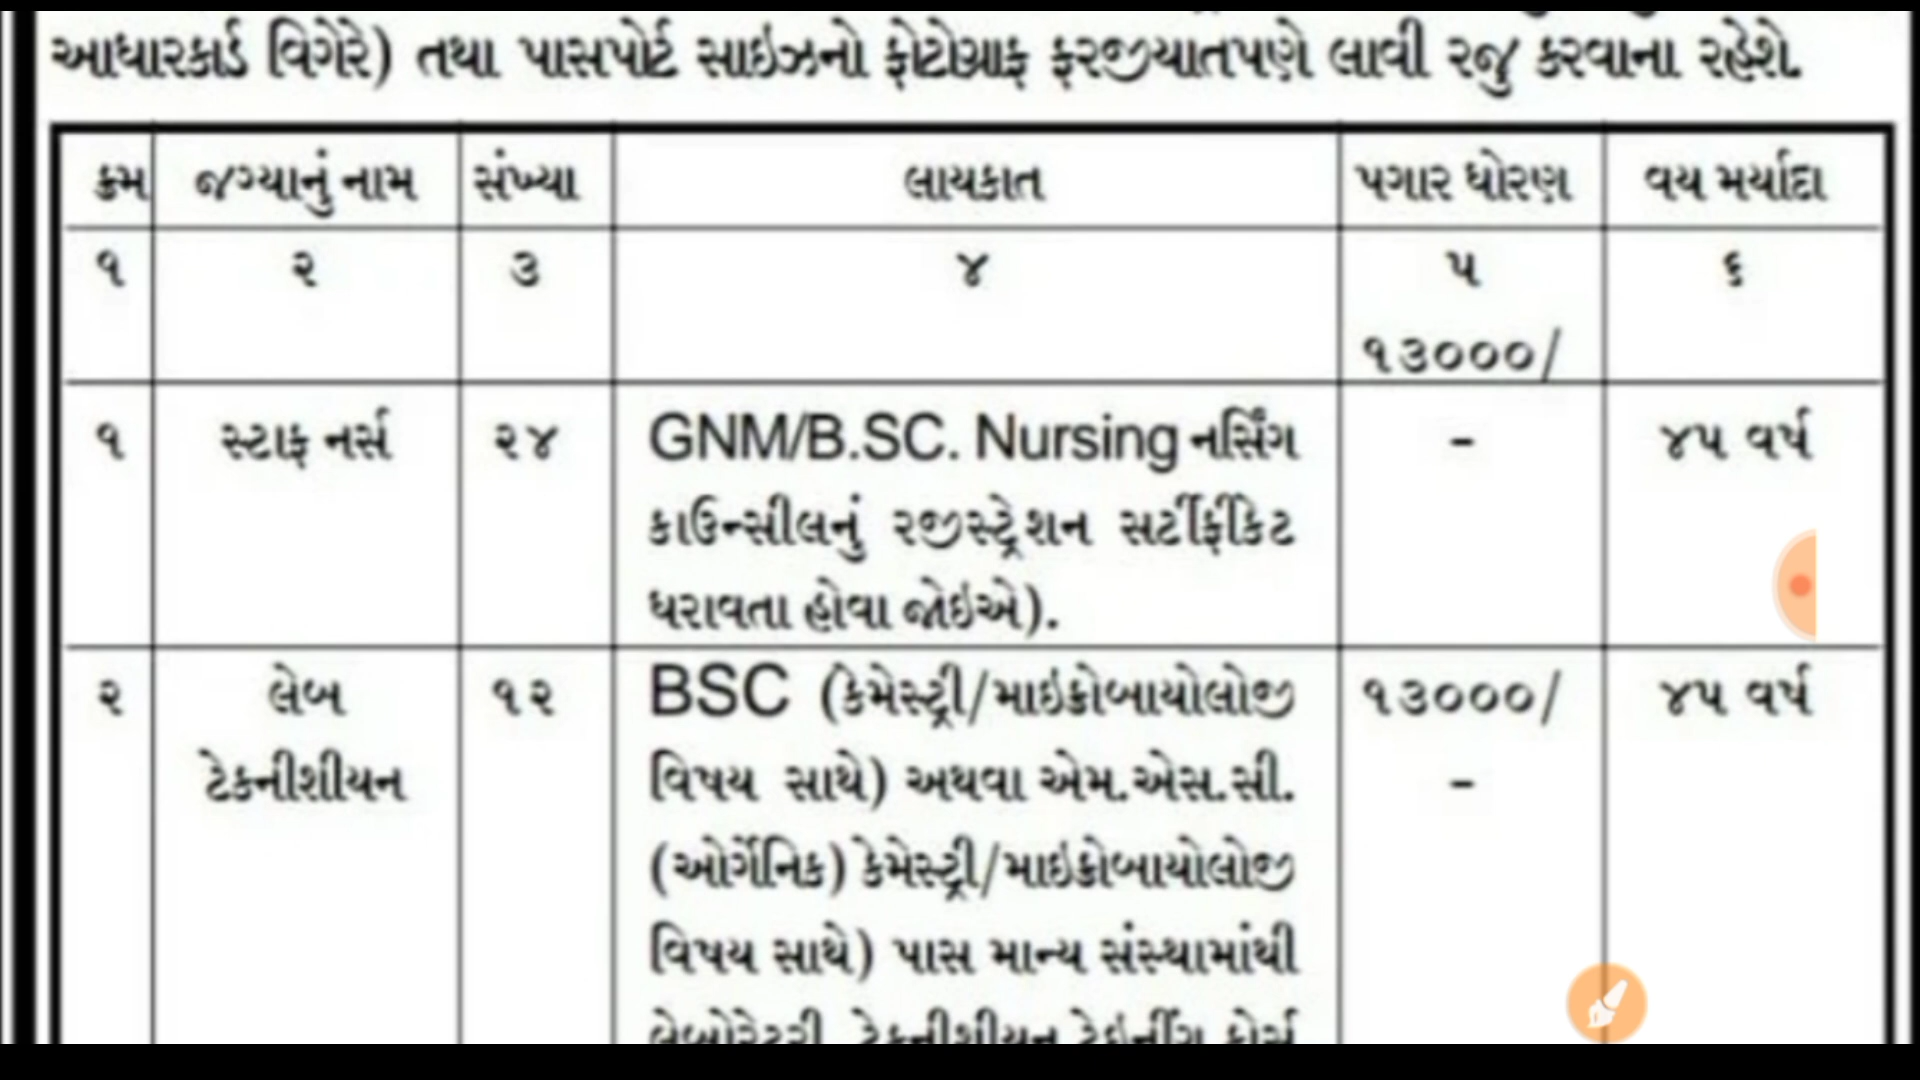 આધારકાર્ડ વિગેરે) તથા પાસપોર્ટ સાઇઝનો ફોટોગ્રાફ ફરજીયાતપણે લાવી રજુ કરવાના રહેશે.
ક્રમ જગ્યાનું નામ સંખ્યા લાયકાત પગાર ધોરણ વય મર્યાદા
૧ ૨ ૩ ૪ ૫ ૬
૧૩૦૦૦/
૧ સ્ટાફ નર્સ ૨૪ GNM/B.SC. Nursing નર્સિંગ - ૪૫ વર્ષ
કાઉન્સીલનું રજીસ્ટ્રેશન સર્ટીફીકેટ
ધરાવતા હોવા જોઇએ).
૨ લેબ ૧૨ BSC (કેમેસ્ટ્રી/માઇક્રોબાયોલોજી ૧૩૦૦૦/ ૪૫ વર્ષ
ટેકનીશીયન વિષય સાથે) અથવા એમ.એસ.સી. -
(ઓર્ગેનિક) કેમેસ્ટ્રી/માઇક્રોબાયોલોજી
વિષય સાથે) પાસ માન્ય સંસ્થામાંથી